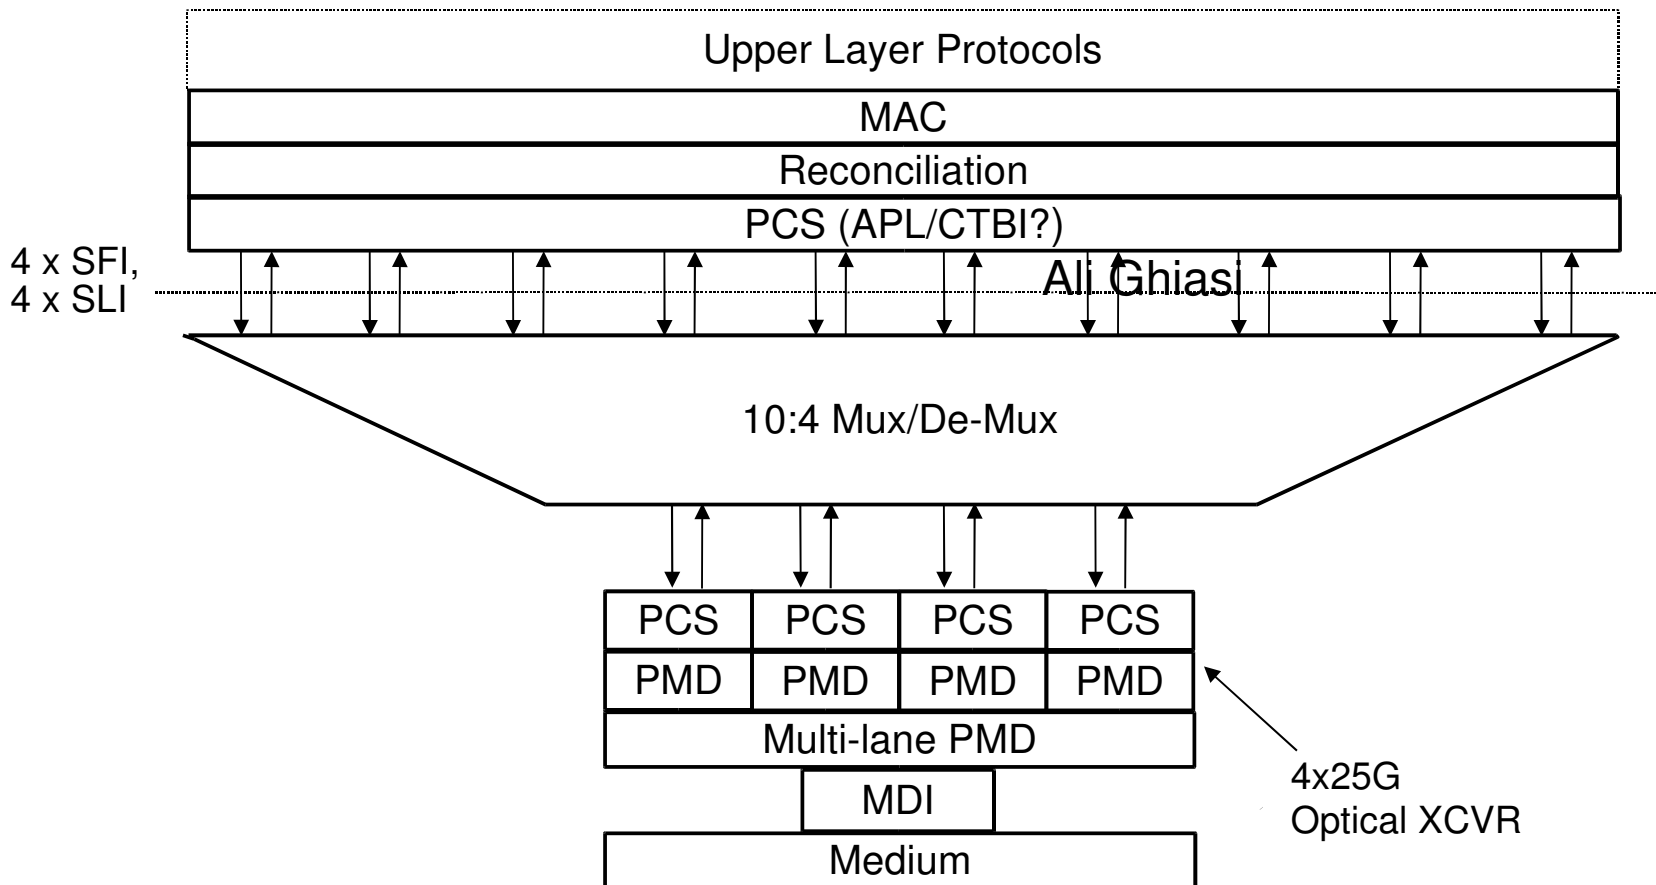 Upper Layer Protocols
MAC
Reconciliation
PCS (APL/CTBI?)
4 x SFI,
4 x SLI
Ali Ghiasi
10:4 Mux/De-Mux
PCS PCS PCS PCS
PMD PMD PMD PMD
Multi-lane PMD
MDI
4x25G
Optical XCVR
Medium